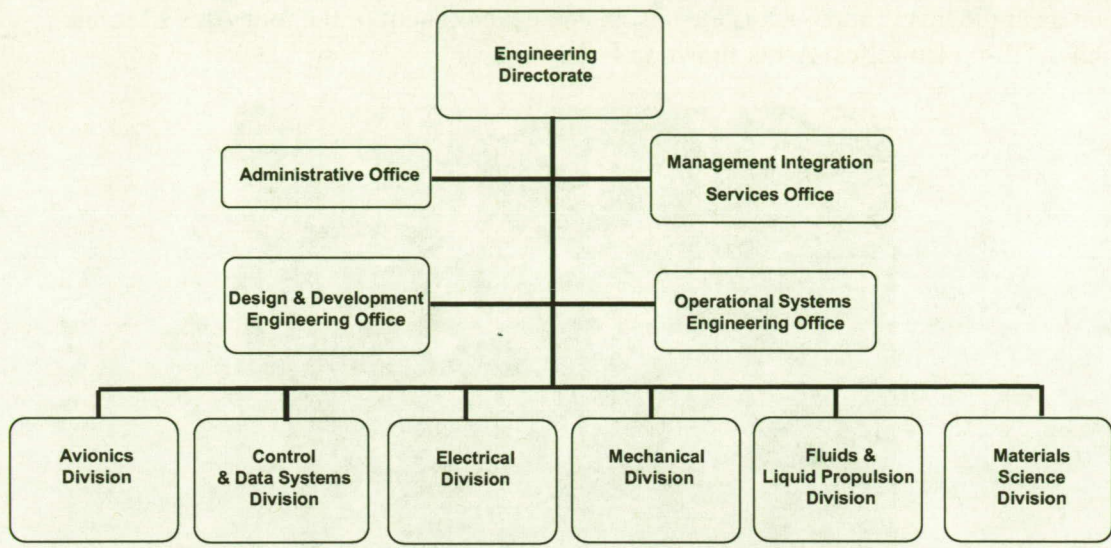 Engineering
Directorate
Administrative Office
Management Integration
Services Office
Design & Development
Engineering Office
Operational Systems
Engineering Office
Avionics
Division
Control
& Data Systems
Division
Electrical
Division
Mechanical
Division
Fluids &
Liquid Propulsion
Division
Materials
Science
Division